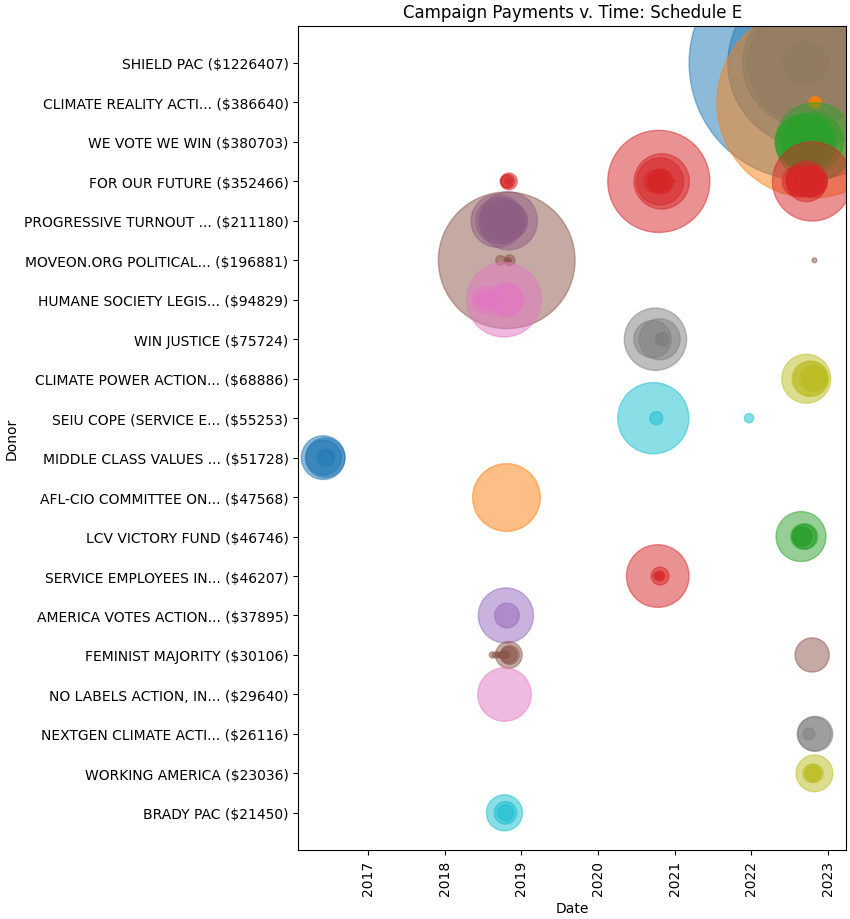 Campaign Payments v. Time: Schedule E
SHIELD PAC ($1226407)
CLIMATE REALITY ACTI... ($386640)
WE VOTE WE WIN ($380703)
FOR OUR FUTURE ($352466)
PROGRESSIVE TURNOUT ... ($211180)
MOVEON.ORG POLITICAL... ($196881)
HUMANE SOCIETY LEGIS... ($94829)
WIN JUSTICE ($75724)
CLIMATE POWER ACTION... ($68886)
SEIU COPE (SERVICE E... ($55253)
MIDDLE CLASS VALUES ... ($51728)
AFL-CIO COMMITTEE ON... ($47568)
LCV VICTORY FUND ($46746)
SERVICE EMPLOYEES IN... ($46207)
AMERICA VOTES ACTION... ($37895)
FEMINIST MAJORITY ($30106)
NO LABELS ACTION, IN... ($29640)
NEXTGEN CLIMATE ACTI... ($26116)
WORKING AMERICA ($23036)
BRADY PAC ($21450)
Donor
2017
2018
2019
2020
2021
2022
2023
Date